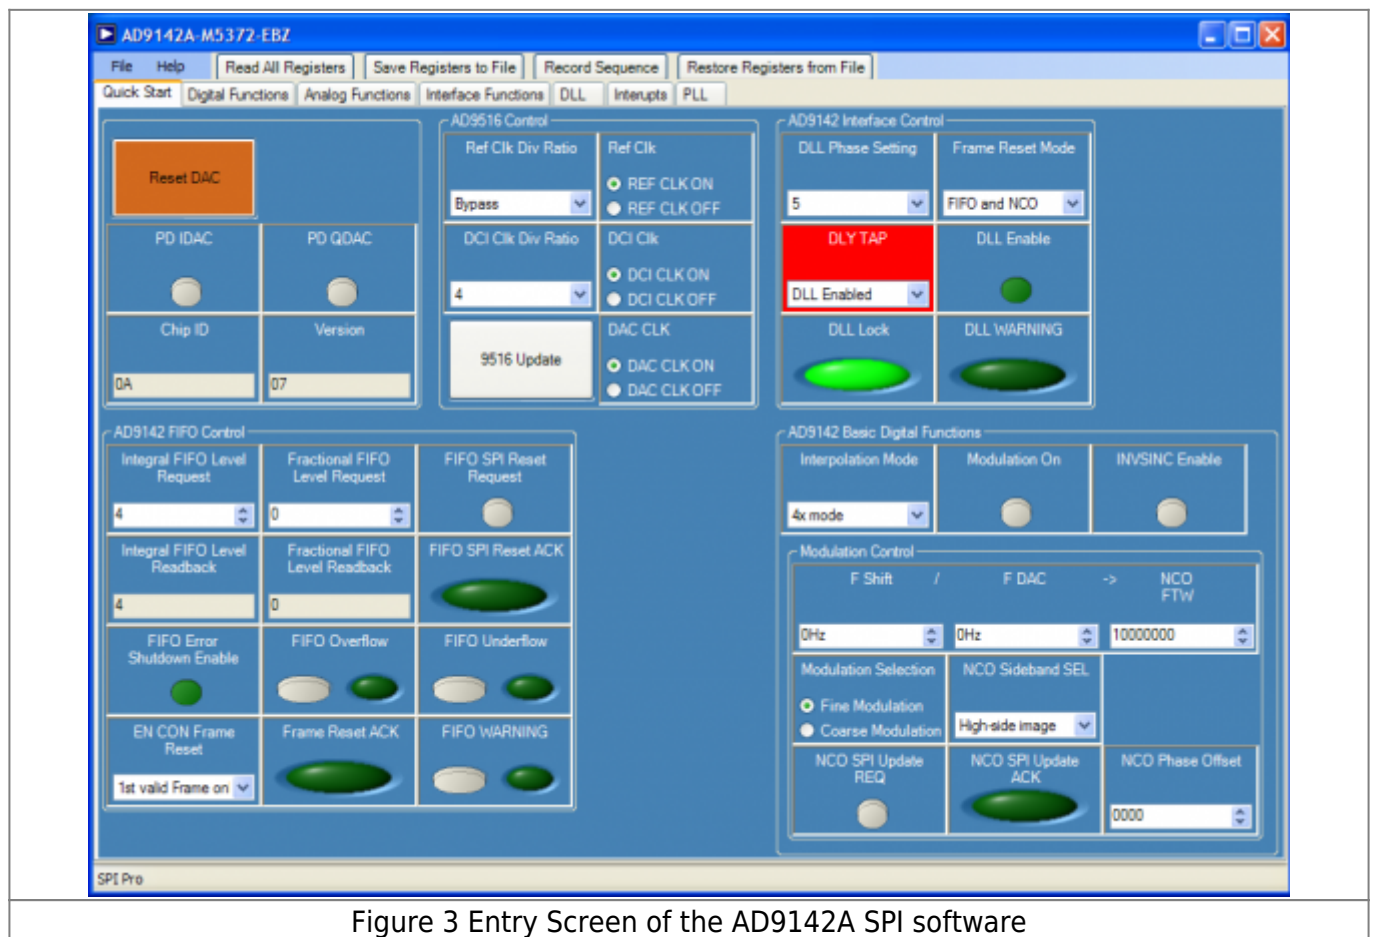 AD9142A-M5372-EBZ
File Help Read All Registers Save Registers to File Record Sequence Restore Registers from File
Quick Start Digital Functions Analog Functions Interface Functions DLL Interupts PLL
Reset DAC
PD IDAC PD QDAC
Chip ID Version
0A 07
AD9516 Control
Ref Clk Div Ratio Ref Clk
REF CLK ON
Bypass REF CLK OFF
DCI Clk Div Ratio DCI Clk
DCI CLK ON
4 DCI CLK OFF
9516 Update DAC CLK
DAC CLK ON
DAC CLK OFF
AD9142 Interface Control
DLL Phase Setting Frame Reset Mode
5 FIFO and NCO
DLY TAP DLL Enable
DLL Enabled
DLL Lock DLL WARNING
AD9142 FIFO Control
Integral FIFO Level Request Fractional FIFO Level Request FIFO SPI Reset Request
4 0
Integral FIFO Level Readback Fractional FIFO Level Readback FIFO SPI Reset ACK
4 0
FIFO Error Shutdown Enable FIFO Overflow FIFO Underflow
EN CON Frame Reset Frame Reset ACK FIFO WARNING
1st valid Frame on
AD9142 Basic Digital Functions
Interpolation Mode Modulation On INVSINC Enable
4x mode
Modulation Control
F Shift / F DAC -> NCO FTW
0Hz 0Hz 10000000
Modulation Selection NCO Sideband SEL
Fine Modulation
Coarse Modulation High-side image
NCO SPI Update REQ NCO SPI Update ACK NCO Phase Offset
0000
SPI Pro
Figure 3 Entry Screen of the AD9142A SPI software